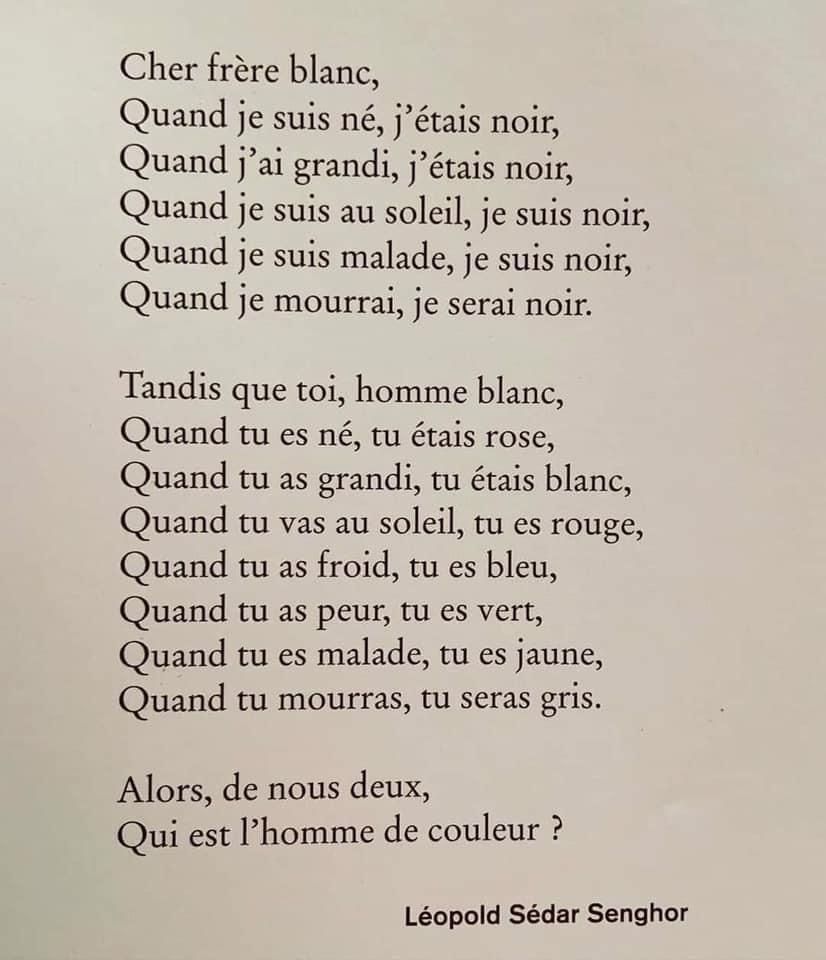 Cher frère blanc,
Quand je suis né, j’étais noir,
Quand j’ai grandi, j’étais noir,
Quand je suis au soleil, je suis noir,
Quand je suis malade, je suis noir,
Quand je mourrai, je serai noir.
Tandis que toi, homme blanc,
Quand tu es né, tu étais rose,
Quand tu as grandi, tu étais blanc,
Quand tu vas au soleil, tu es rouge,
Quand tu as froid, tu es bleu,
Quand tu as peur, tu es vert,
Quand tu es malade, tu es jaune,
Quand tu mourras, tu seras gris.
Alors, de nous deux,
Qui est l’homme de couleur ?
Léopold Sédar Senghor